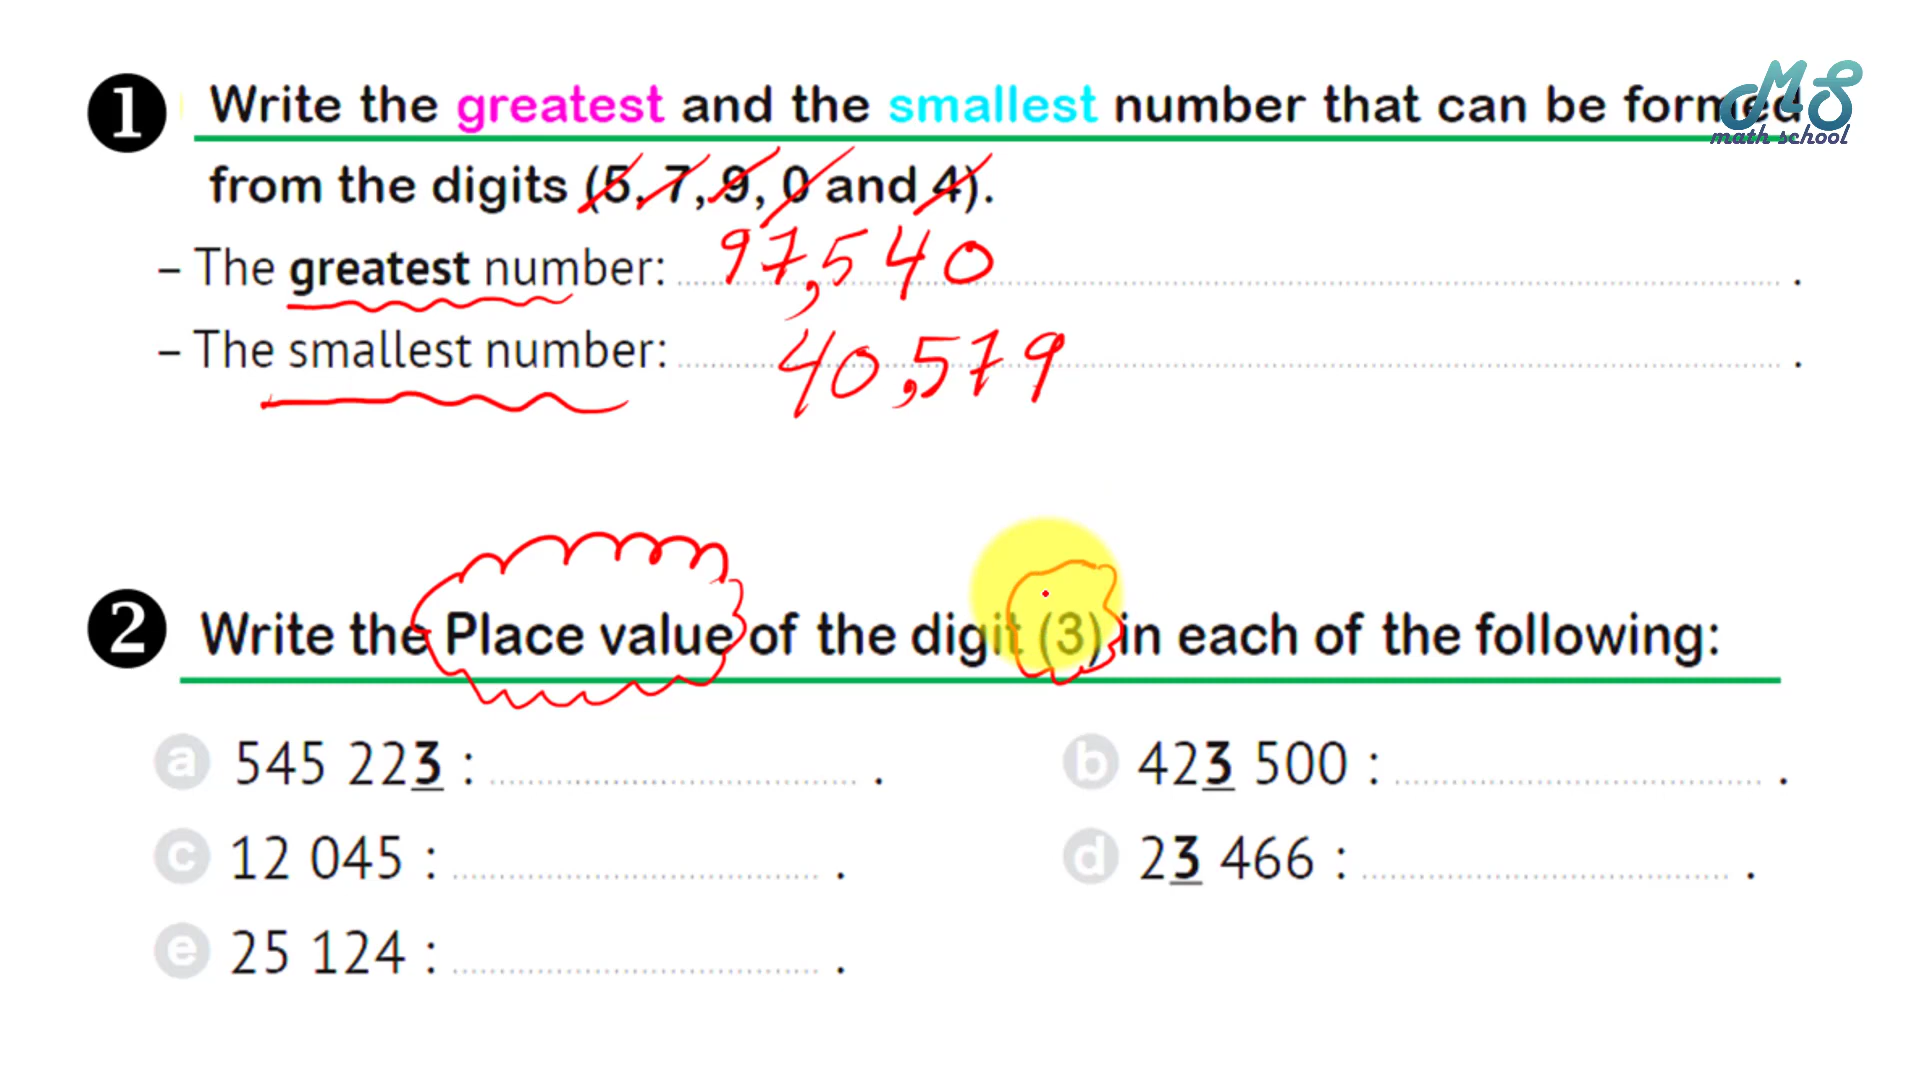 1 Write the greatest and the smallest number that can be formed
MS
math school
from the digits (5, 7, 9, 0 and 4).
– The greatest number: 97,540 .
– The smallest number: 40,579 .
2 Write the Place value of the digit (3) in each of the following:
a 545 223 : .
b 423 500 : .
c 12 045 : .
d 23 466 : .
e 25 124 : .